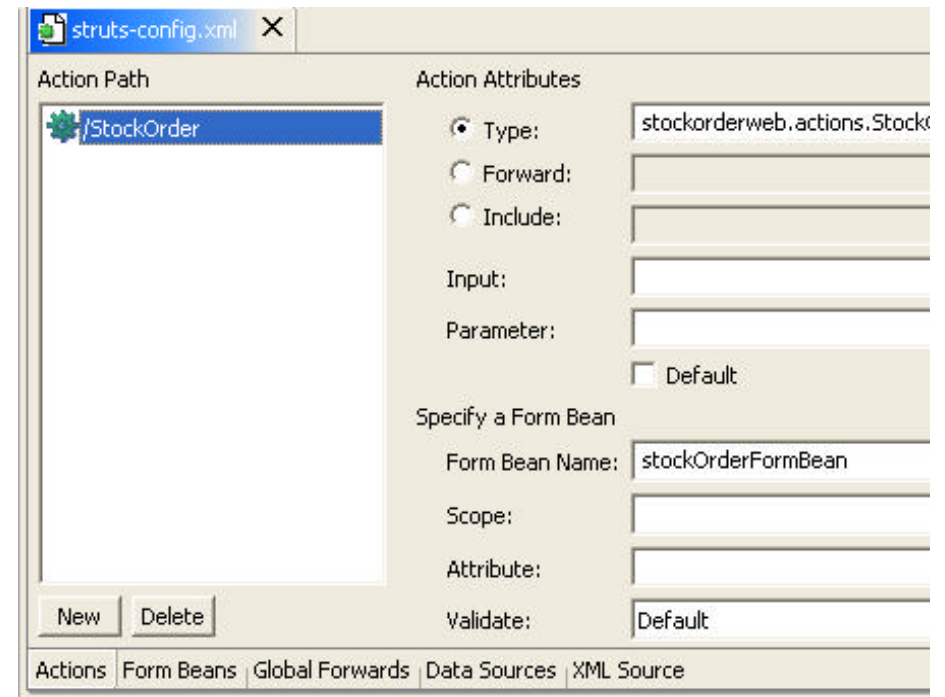 struts-config.xml
Action Path
/StockOrder
New Delete
Action Attributes
Type: stockorderweb.actions.Stock
Forward:
Include:
Input:
Parameter:
Default
Specify a Form Bean
Form Bean Name: stockOrderFormBean
Scope:
Attribute:
Validate: Default
Actions Form Beans Global Forwards Data Sources XML Source